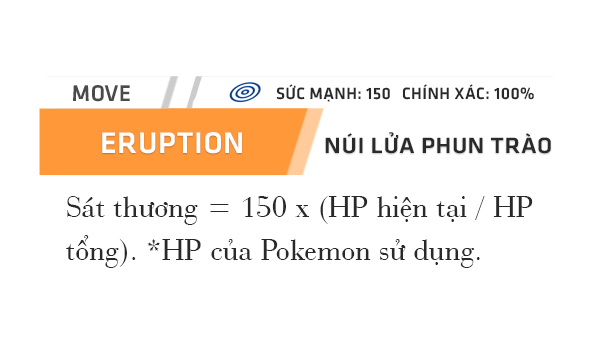 MOVE SỨC MẠNH: 150 CHÍNH XÁC: 100%
ERUPTION NÚI LỬA PHUN TRÀO
Sát thương = 150 x (HP hiện tại / HP
tổng). *HP của Pokemon sử dụng.